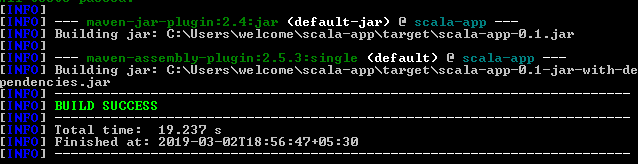 [INFO]
[INFO] --- maven-jar-plugin:2.4:jar (default-jar) @ scala-app ---
[INFO] Building jar: C:\Users\welcome\scala-app\target\scala-app-0.1.jar
[INFO]
[INFO] --- maven-assembly-plugin:2.5.3:single (default) @ scala-app ---
[INFO] Building jar: C:\Users\welcome\scala-app\target\scala-app-0.1-jar-with-de
pendencies.jar
[INFO] ------------------------------------------------------------------------
[INFO] BUILD SUCCESS
[INFO] ------------------------------------------------------------------------
[INFO] Total time:  19.237 s
[INFO] Finished at: 2019-03-02T18:56:47+05:30
[INFO] ------------------------------------------------------------------------